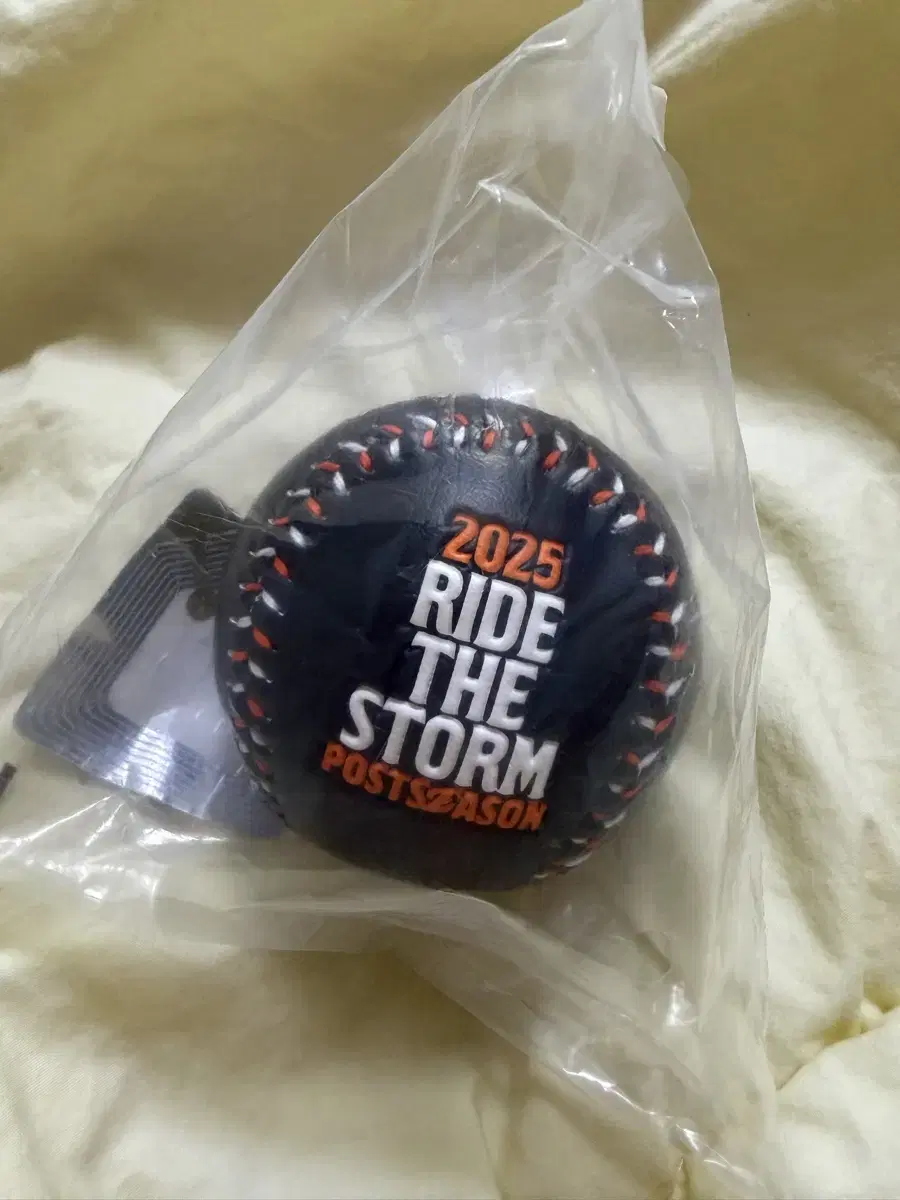 2025
RIDE
THE
STORM
POSTSEASON